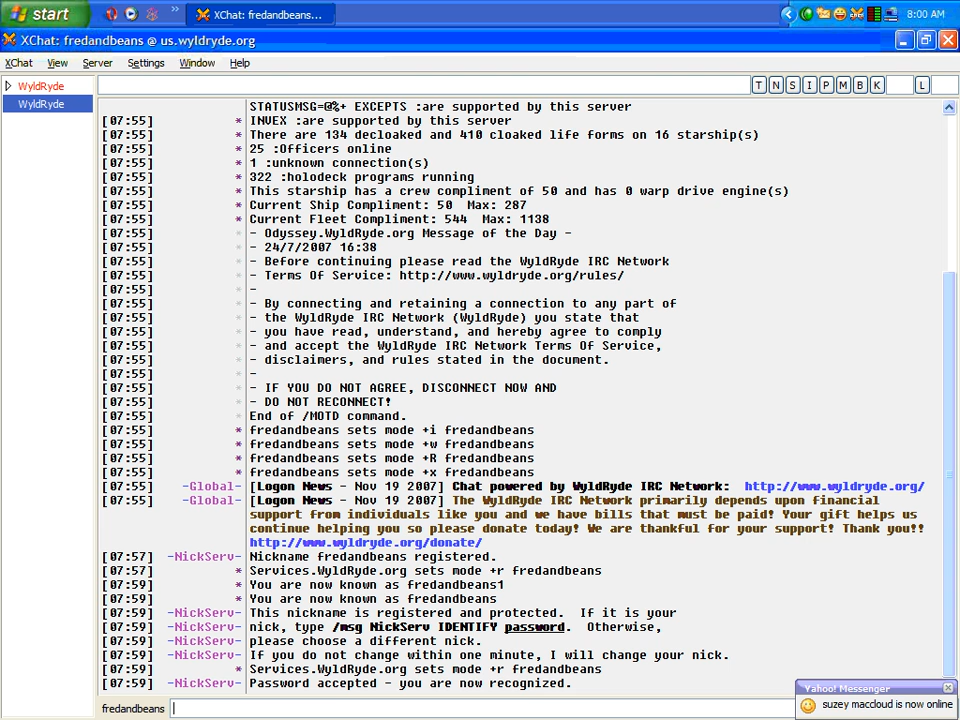 start
XChat: fredandbeans...
8:00 AM
XChat: fredandbeans @ us.wyldryde.org
XChat View Server Settings Window Help
WyldRyde
WyldRyde
T N S I P M B K L
STATUSMSG=@%+ EXCEPTS :are supported by this server
[07:55] * INVEX :are supported by this server
[07:55] * There are 134 decloaked and 410 cloaked life forms on 16 starship(s)
[07:55] * 25 :Officers online
[07:55] * 1 :unknown connection(s)
[07:55] * 322 :holodeck programs running
[07:55] * This starship has a crew compliment of 50 and has 0 warp drive engine(s)
[07:55] * Current Ship Compliment: 50  Max: 287
[07:55] * Current Fleet Compliment: 544  Max: 1138
[07:55] * - Odyssey.WyldRyde.org Message of the Day -
[07:55] * - 24/7/2007 16:38
[07:55] * - Before continuing please read the WyldRyde IRC Network
[07:55] * - Terms Of Service: http://www.wyldryde.org/rules/
[07:55] * -
[07:55] * - By connecting and retaining a connection to any part of
[07:55] * - the WyldRyde IRC Network (WyldRyde) you state that
[07:55] * - you have read, understand, and hereby agree to comply
[07:55] * - and accept the WyldRyde IRC Network Terms Of Service,
[07:55] * - disclaimers, and rules stated in the document.
[07:55] * -
[07:55] * - IF YOU DO NOT AGREE, DISCONNECT NOW AND
[07:55] * - DO NOT RECONNECT!
[07:55] * End of /MOTD command.
[07:55] * fredandbeans sets mode +i fredandbeans
[07:55] * fredandbeans sets mode +w fredandbeans
[07:55] * fredandbeans sets mode +R fredandbeans
[07:55] * fredandbeans sets mode +x fredandbeans
[07:55] -Global- [Logon News - Nov 19 2007] Chat powered by WyldRyde IRC Network:  http://www.wyldryde.org/
[07:55] -Global- [Logon News - Nov 19 2007] The WyldRyde IRC Network primarily depends upon financial
support from individuals like you and we have bills that must be paid! Your gift helps us
continue helping you so please donate today! We are thankful for your support! Thank you!!
http://www.wyldryde.org/donate/
[07:57] -NickServ- Nickname fredandbeans registered.
[07:57] * Services.WyldRyde.org sets mode +r fredandbeans
[07:59] * You are now known as fredandbeans1
[07:59] * You are now known as fredandbeans
[07:59] -NickServ- This nickname is registered and protected.  If it is your
[07:59] -NickServ- nick, type /msg NickServ IDENTIFY password.  Otherwise,
[07:59] -NickServ- please choose a different nick.
[07:59] -NickServ- If you do not change within one minute, I will change your nick.
[07:59] * Services.WyldRyde.org sets mode +r fredandbeans
[07:59] -NickServ- Password accepted - you are now recognized.
fredandbeans
Yahoo! Messenger
suzey maccloud is now online